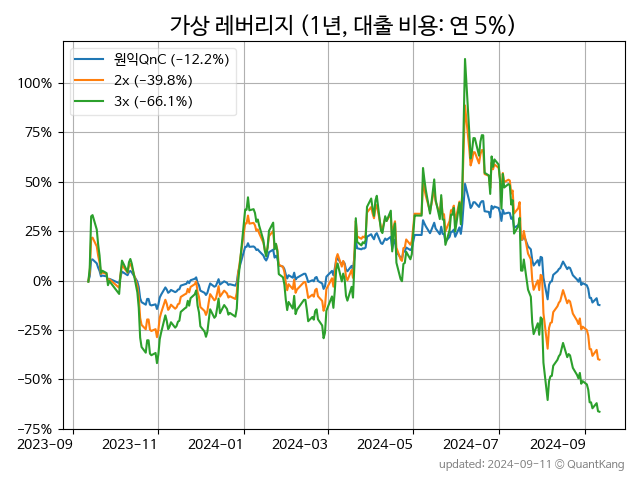 가상 레버리지 (1년, 대출 비용: 연 5%)
원익QnC (-12.2%)
2x (-39.8%)
3x (-66.1%)
100%
75%
50%
25%
0%
−25%
−50%
−75%
2023-09 2023-11 2024-01 2024-03 2024-05 2024-07 2024-09
updated: 2024-09-11 © QuantKang